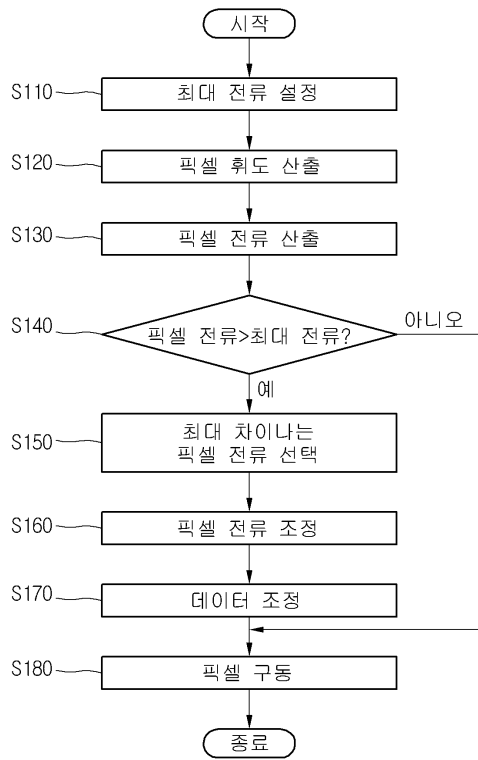 시작
S110
최대 전류 설정
S120
픽셀 휘도 산출
S130
픽셀 전류 산출
S140
픽셀 전류>최대 전류?
아니오
예
S150
최대 차이나는
픽셀 전류 선택
S160
픽셀 전류 조정
S170
데이터 조정
S180
픽셀 구동
종료